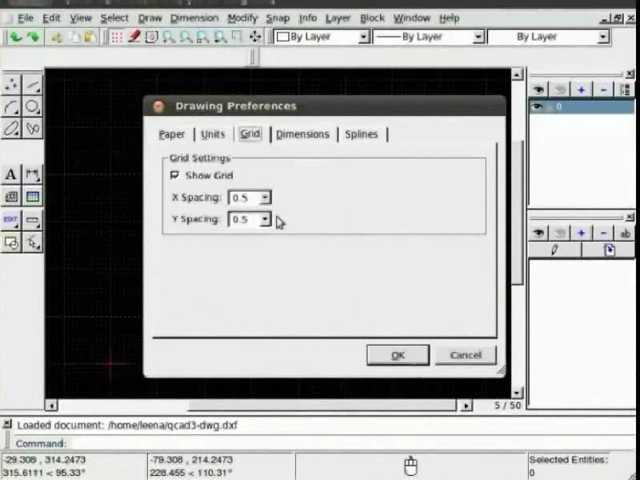 File Edit View Select Draw Dimension Modify Snap Info Layer Block Window Help
By Layer By Layer By Layer
Drawing Preferences
0
Paper Units Grid Dimensions Splines
Grid Settings
Show Grid
X Spacing: 0.5
Y Spacing: 0.5
A
EDIT
ab
OK Cancel
5 / 50
Loaded document: /home/leena/qcad3-dwg.dxf
Command:
-29.308 , 314.2473 -79.308 , 214.2473 Selected Entities:
315.6111 < 95.33° 228.455 < 110.31° 0